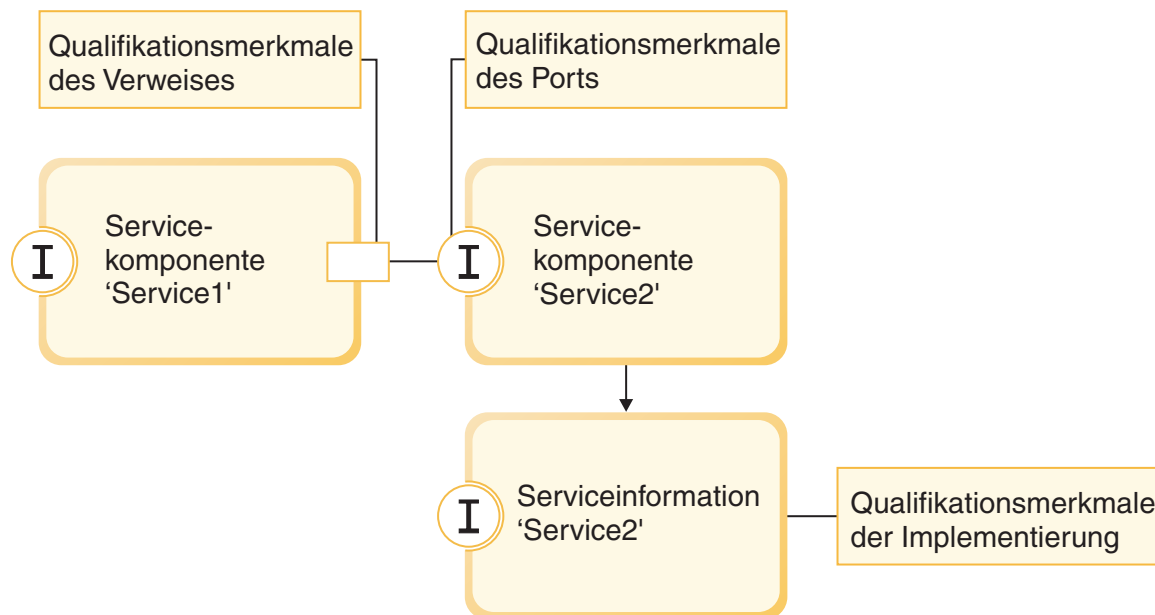 Qualifikationsmerkmale
des Verweises
Qualifikationsmerkmale
des Ports
I
Service-
komponente
‘Service1'
I
Service-
komponente
‘Service2'
I
Serviceinformation
‘Service2'
Qualifikationsmerkmale
der Implementierung